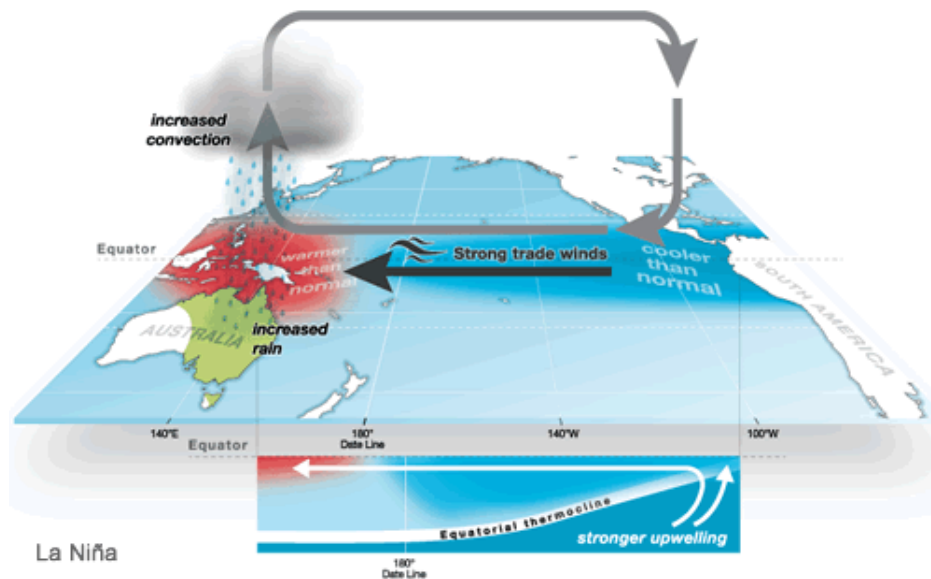 increased
convection
Equator
warmer
than
normal
Strong trade winds
cooler
than
normal
AUSTRALIA
increased
rain
SOUTH AMERICA
140°E
180°
Date Line
140°W
100°W
Equator
Equatorial thermocline
stronger upwelling
La Niña
180°
Date Line